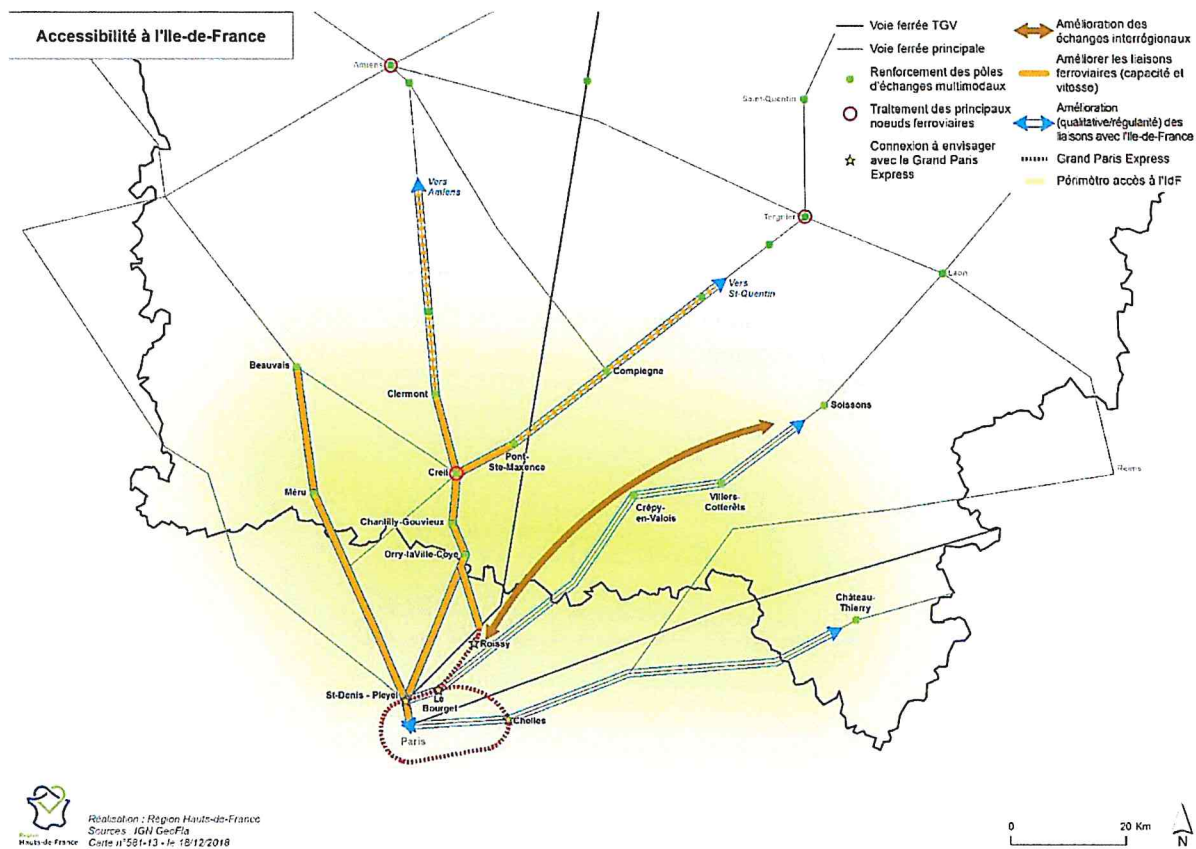 Accessibilité à l'Ile-de-France
Voie ferrée TGV
Voie ferrée principale
Renforcement des pôles
d'échanges multimodaux
Traitement des principaux
noeuds ferroviaires
Connexion à envisager
avec le Grand Paris
Express
Amélioration des
échanges interrégionaux
Améliorer les liaisons
ferroviaires (capacité et
vitesse)
Amélioration
(qualitative/régularité) des
liaisons avec l'Ile-de-France
Grand Paris Express
Périmètre accès à l'IdF
Amiens
Saint-Quentin
Vers
Amiens
Tergnier
Laon
Vers
St-Quentin
Beauvais
Compiegne
Clermont
Soissons
Pont-
Ste-Maxence
Creil
Reims
Méru
Villers-
Cotterêts
Crépy-
en-Valois
Chantilly-Gouvieux
Orry-laVille-Coye
Château-
Thierry
Roissy
St-Denis - Pleyel
Le
Bourget
Chelles
Paris
Région
Hauts-de-France
Réalisation : Région Hauts-de-France
Sources : IGN GeoFla
Carte n°581-13 - le 18/12/2018
0 20 Km
N